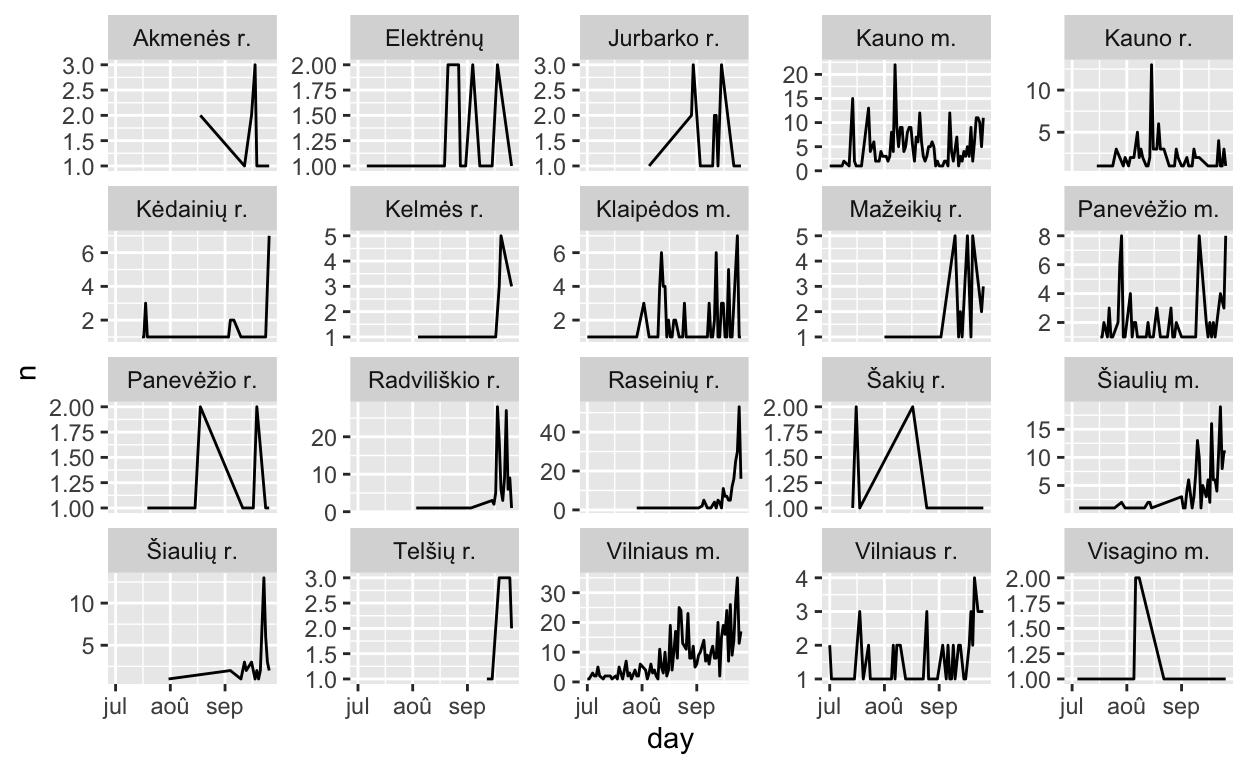 Akmenės r. Elektrėnų Jurbarko r. Kauno m. Kauno r.
3.0 2.00 3.0 20 10
2.5 1.75 2.5 15 5
2.0 1.50 2.0 10
1.5 1.25 1.5 5
1.0 1.00 1.0 0
Kėdainių r. Kelmės r. Klaipėdos m. Mažeikių r. Panevėžio m.
6 5 6 5 8
4 4 4 4 6
2 3 2 3 4
2 2 2
1 1
n
Panevėžio r. Radviliškio r. Raseinių r. Šakių r. Šiaulių m.
2.00 20 40 2.00 15
1.75 10 20 1.75 10
1.50 0 0 1.50 5
1.25 1.25
1.00 1.00
Šiaulių r. Telšių r. Vilniaus m. Vilniaus r. Visagino m.
10 3.0 30 4 2.00
5 2.5 20 3 1.75
2.0 10 2 1.50
1.5 0 1 1.25
1.0 1.00
jul aoû sep jul aoû sep jul aoû sep jul aoû sep jul aoû sep
day